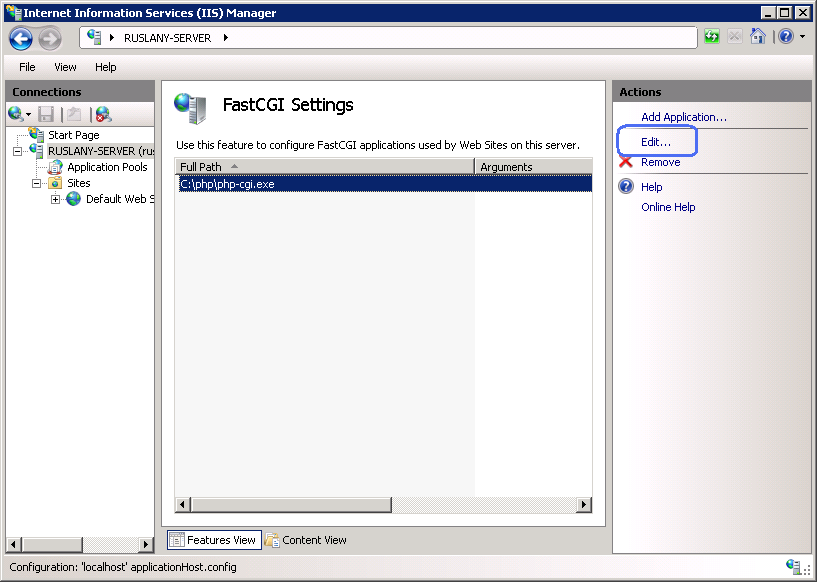 Internet Information Services (IIS) Manager
RUSLANY-SERVER
File View Help
Connections
Start Page
RUSLANY-SERVER (rus
Application Pools
Sites
Default Web S
FastCGI Settings
Use this feature to configure FastCGI applications used by Web Sites on this server.
Full Path Arguments
C:\php\php-cgi.exe
Features View Content View
Actions
Add Application...
Edit...
Remove
Help
Online Help
Configuration: 'localhost' applicationHost.config